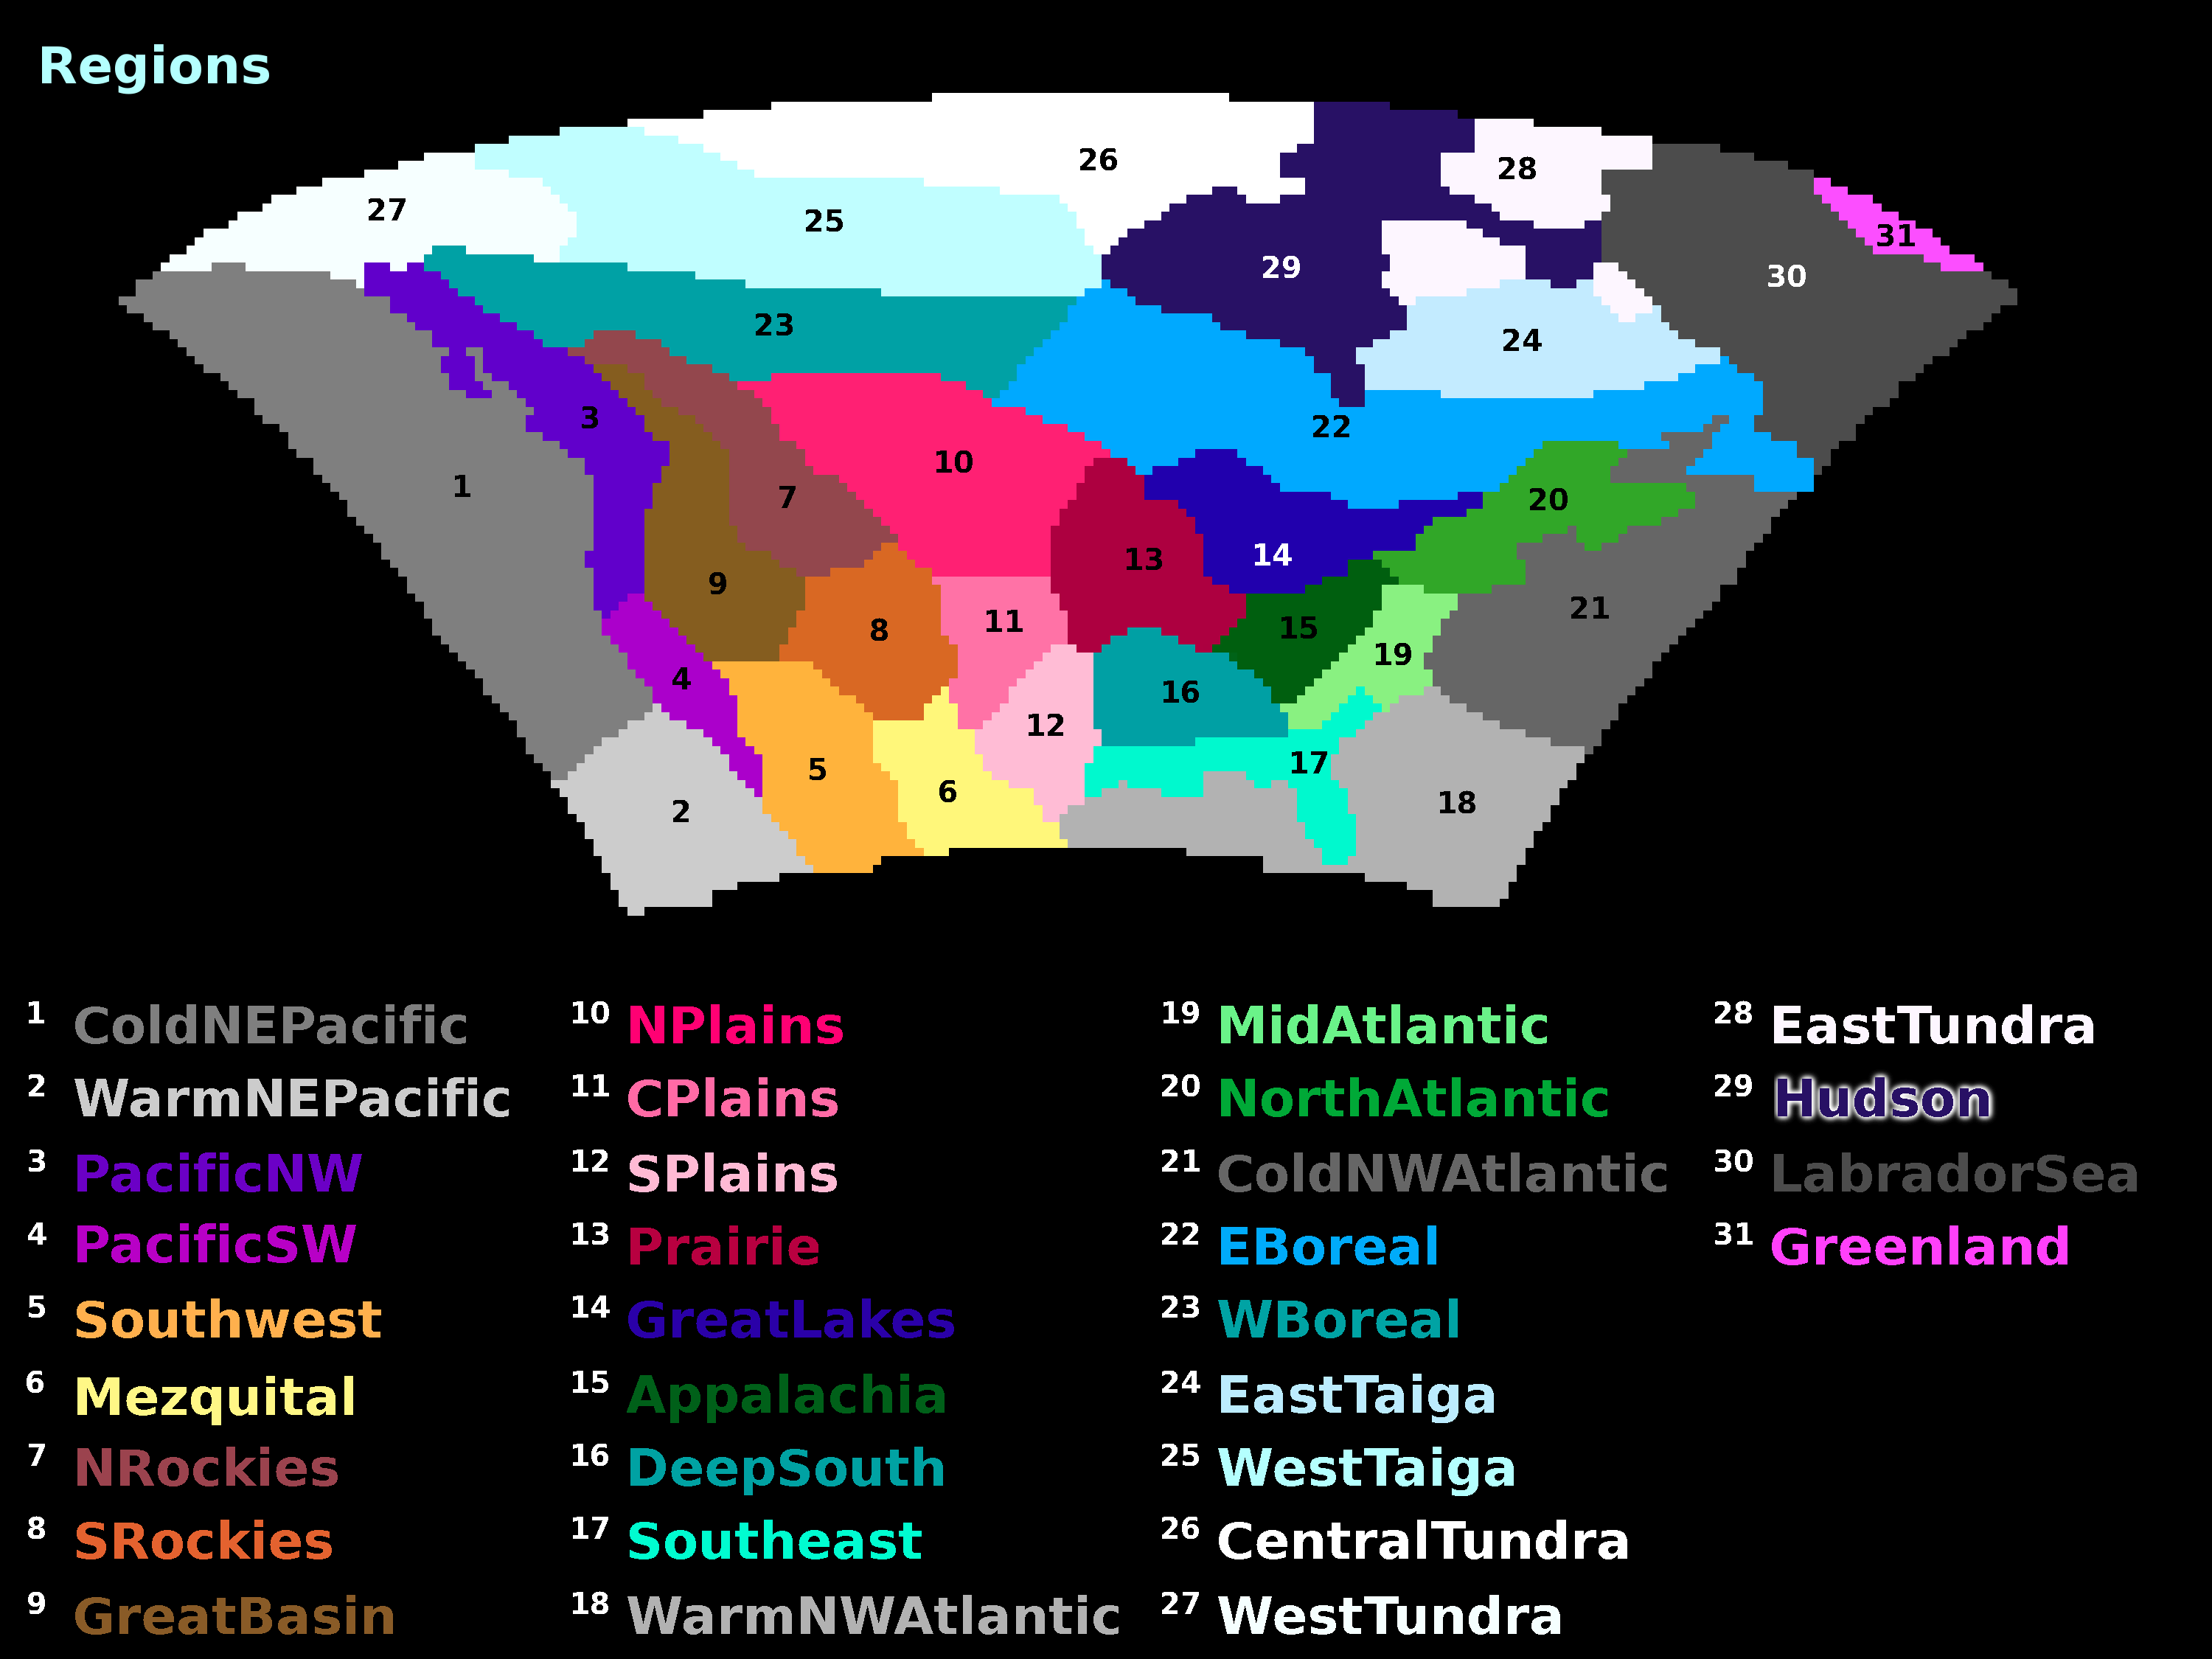 Regions
26
28
27
25
31
29
30
23
24
3
22
10
1
7
20
13
14
9
21
11
15
8
19
4
16
12
17
5
6
18
2
1 ColdNEPacific
2 WarmNEPacific
3 PacificNW
4 PacificSW
5 Southwest
6 Mezquital
7 NRockies
8 SRockies
9 GreatBasin
10 NPlains
11 CPlains
12 SPlains
13 Prairie
14 GreatLakes
15 Appalachia
16 DeepSouth
17 Southeast
18 WarmNWAtlantic
19 MidAtlantic
20 NorthAtlantic
21 ColdNWAtlantic
22 EBoreal
23 WBoreal
24 EastTaiga
25 WestTaiga
26 CentralTundra
27 WestTundra
28 EastTundra
29 Hudson
30 LabradorSea
31 Greenland